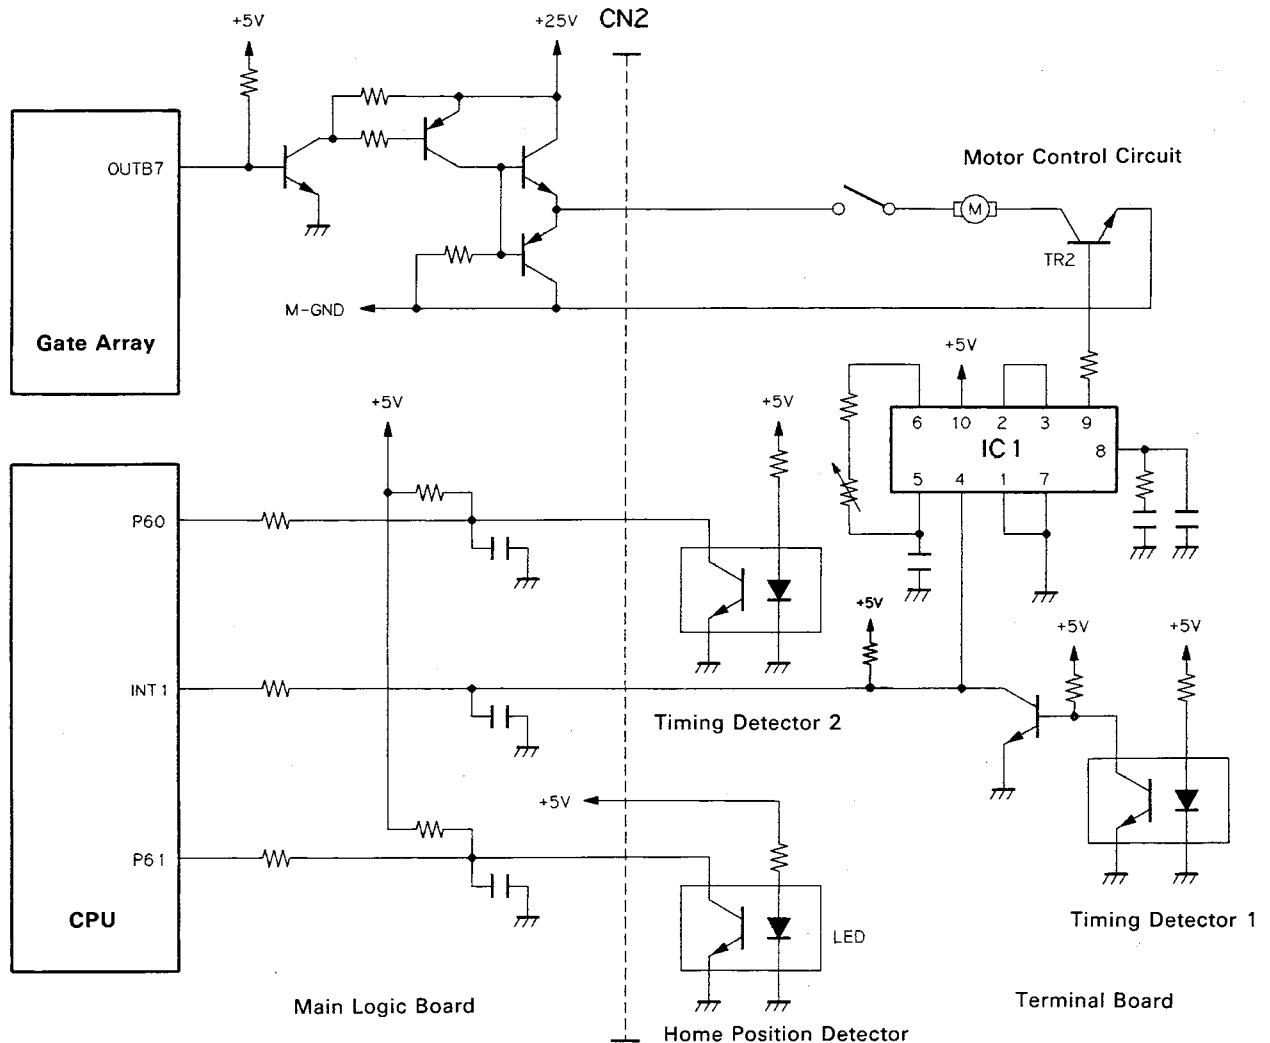 +5V
+25V
CN2
OUTB7
Motor Control Circuit
M
TR2
M-GND
Gate Array
+5V
+5V
+5V
6 10 2 3 9
IC1
8
5 4 1 7
P60
+5V
+5V
+5V
INT1
Timing Detector 2
+5V
P61
CPU
LED
Timing Detector 1
Main Logic Board
Terminal Board
Home Position Detector